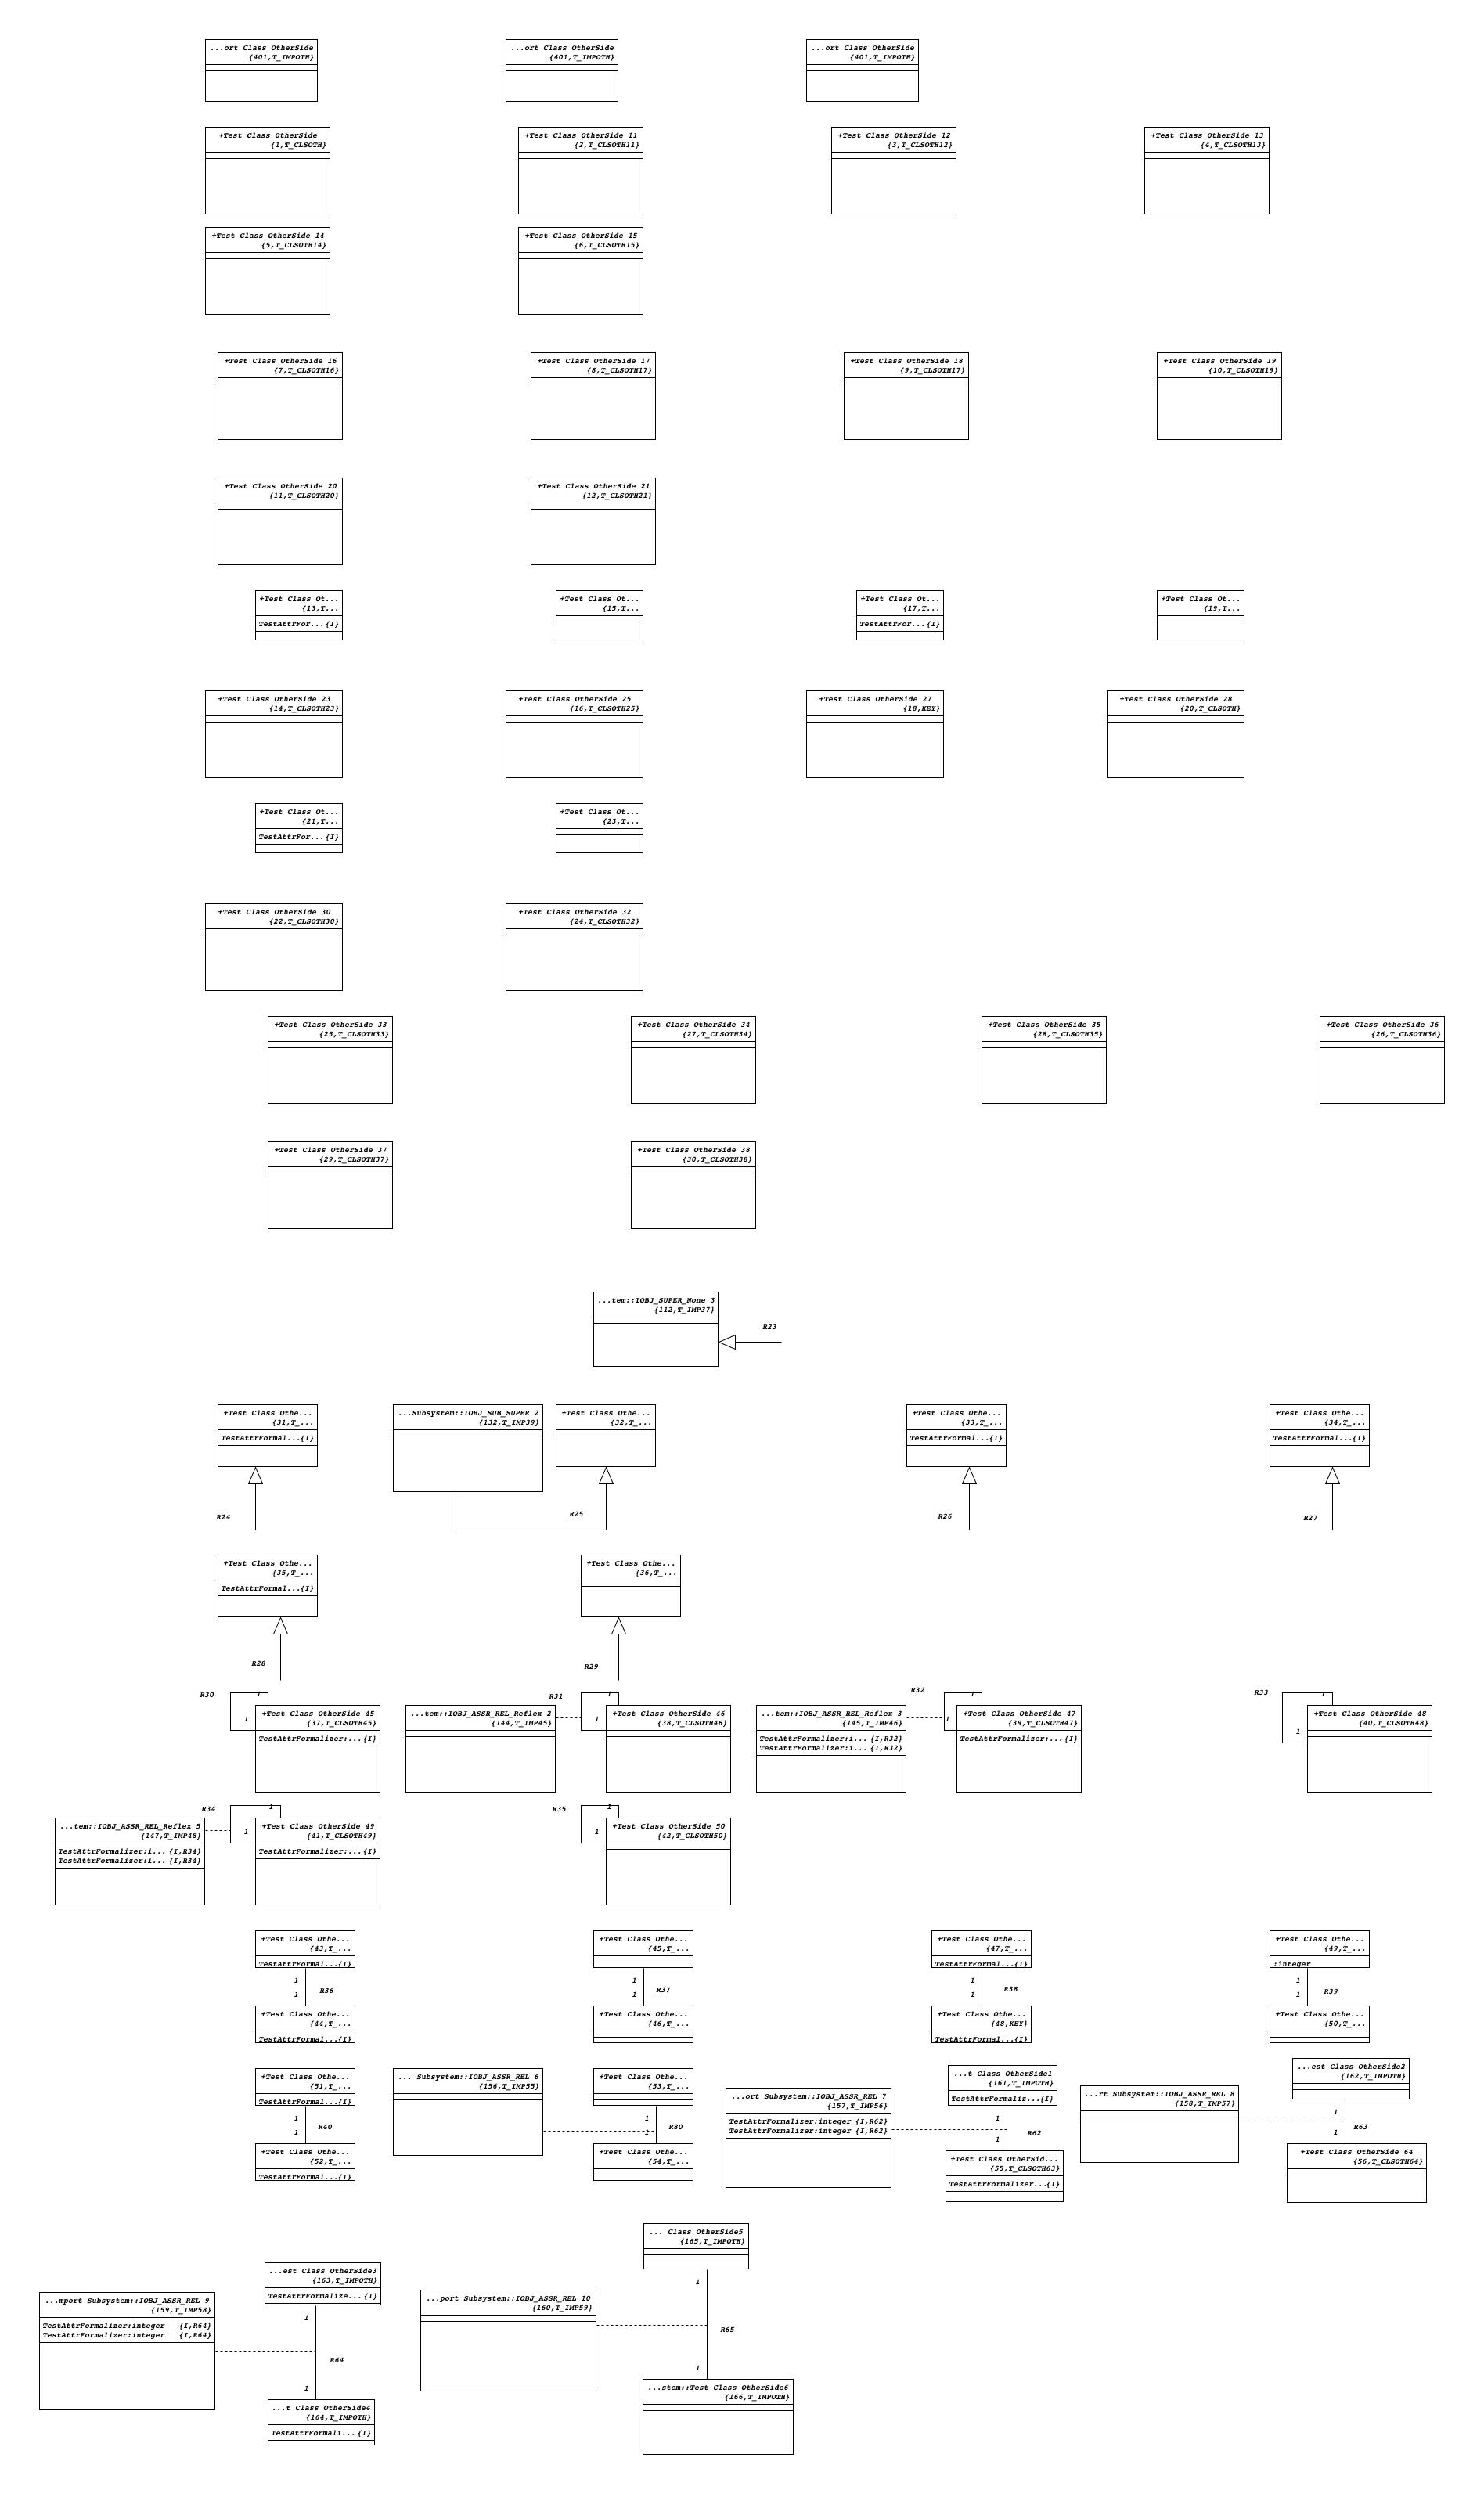 ...ort Class OtherSide
{401,T_IMPOTH}
...ort Class OtherSide
{401,T_IMPOTH}
...ort Class OtherSide
{401,T_IMPOTH}
+Test Class OtherSide
{1,T_CLSOTH}
+Test Class OtherSide 11
{2,T_CLSOTH11}
+Test Class OtherSide 12
{3,T_CLSOTH12}
+Test Class OtherSide 13
{4,T_CLSOTH13}
+Test Class OtherSide 14
{5,T_CLSOTH14}
+Test Class OtherSide 15
{6,T_CLSOTH15}
+Test Class OtherSide 16
{7,T_CLSOTH16}
+Test Class OtherSide 17
{8,T_CLSOTH17}
+Test Class OtherSide 18
{9,T_CLSOTH17}
+Test Class OtherSide 19
{10,T_CLSOTH19}
+Test Class OtherSide 20
{11,T_CLSOTH20}
+Test Class OtherSide 21
{12,T_CLSOTH21}
+Test Class Ot...
{13,T...
TestAttrFor...{I}
+Test Class Ot...
{15,T...
+Test Class Ot...
{17,T...
TestAttrFor...{I}
+Test Class Ot...
{19,T...
+Test Class OtherSide 23
{14,T_CLSOTH23}
+Test Class OtherSide 25
{16,T_CLSOTH25}
+Test Class OtherSide 27
{18,KEY}
+Test Class OtherSide 28
{20,T_CLSOTH}
+Test Class Ot...
{21,T...
TestAttrFor...{I}
+Test Class Ot...
{23,T...
+Test Class OtherSide 30
{22,T_CLSOTH30}
+Test Class OtherSide 32
{24,T_CLSOTH32}
+Test Class OtherSide 33
{25,T_CLSOTH33}
+Test Class OtherSide 34
{27,T_CLSOTH34}
+Test Class OtherSide 35
{28,T_CLSOTH35}
+Test Class OtherSide 36
{26,T_CLSOTH36}
+Test Class OtherSide 37
{29,T_CLSOTH37}
+Test Class OtherSide 38
{30,T_CLSOTH38}
...tem::IOBJ_SUPER_None 3
{112,T_IMP37}
R23
+Test Class Othe...
{31,T_...
TestAttrFormal...{I}
...Subsystem::IOBJ_SUB_SUPER 2
{132,T_IMP39}
+Test Class Othe...
{32,T_...
+Test Class Othe...
{33,T_...
TestAttrFormal...{I}
+Test Class Othe...
{34,T_...
TestAttrFormal...{I}
R24
R25
R26
R27
+Test Class Othe...
{35,T_...
TestAttrFormal...{I}
+Test Class Othe...
{36,T_...
R28
R29
R30
1
1
+Test Class OtherSide 45
{37,T_CLSOTH45}
TestAttrFormalizer:...{I}
...tem::IOBJ_ASSR_REL_Reflex 2
{144,T_IMP45}
R31
1
1
+Test Class OtherSide 46
{38,T_CLSOTH46}
...tem::IOBJ_ASSR_REL_Reflex 3
{145,T_IMP46}
TestAttrFormalizer:i... {I,R32}
TestAttrFormalizer:i... {I,R32}
R32
1
1
+Test Class OtherSide 47
{39,T_CLSOTH47}
TestAttrFormalizer:...{I}
R33
1
1
+Test Class OtherSide 48
{40,T_CLSOTH48}
...tem::IOBJ_ASSR_REL_Reflex 5
{147,T_IMP48}
TestAttrFormalizer:i... {I,R34}
TestAttrFormalizer:i... {I,R34}
R34
1
1
+Test Class OtherSide 49
{41,T_CLSOTH49}
TestAttrFormalizer:...{I}
R35
1
1
+Test Class OtherSide 50
{42,T_CLSOTH50}
+Test Class Othe...
{43,T_...
TestAttrFormal...{I}
1
1
R36
+Test Class Othe...
{44,T_...
TestAttrFormal...{I}
+Test Class Othe...
{45,T_...
1
1
R37
+Test Class Othe...
{46,T_...
+Test Class Othe...
{47,T_...
TestAttrFormal...{I}
1
1
R38
+Test Class Othe...
{48,KEY}
TestAttrFormal...{I}
+Test Class Othe...
{49,T_...
:integer
1
1
R39
+Test Class Othe...
{50,T_...
+Test Class Othe...
{51,T_...
TestAttrFormal...{I}
1
1
R40
+Test Class Othe...
{52,T_...
TestAttrFormal...{I}
... Subsystem::IOBJ_ASSR_REL 6
{156,T_IMP55}
+Test Class Othe...
{53,T_...
1
1
R80
+Test Class Othe...
{54,T_...
...ort Subsystem::IOBJ_ASSR_REL 7
{157,T_IMP56}
TestAttrFormalizer:integer {I,R62}
TestAttrFormalizer:integer {I,R62}
...t Class OtherSide1
{161,T_IMPOTH}
TestAttrFormaliz...{I}
1
1
R62
+Test Class OtherSid...
{55,T_CLSOTH63}
TestAttrFormalizer...{I}
...rt Subsystem::IOBJ_ASSR_REL 8
{158,T_IMP57}
...est Class OtherSide2
{162,T_IMPOTH}
1
1
R63
+Test Class OtherSide 64
{56,T_CLSOTH64}
...mport Subsystem::IOBJ_ASSR_REL 9
{159,T_IMP58}
TestAttrFormalizer:integer {I,R64}
TestAttrFormalizer:integer {I,R64}
...est Class OtherSide3
{163,T_IMPOTH}
TestAttrFormalize...{I}
1
R64
1
...t Class OtherSide4
{164,T_IMPOTH}
TestAttrFormali...{I}
... Class OtherSide5
{165,T_IMPOTH}
...port Subsystem::IOBJ_ASSR_REL 10
{160,T_IMP59}
1
R65
1
...stem::Test Class OtherSide6
{166,T_IMPOTH}